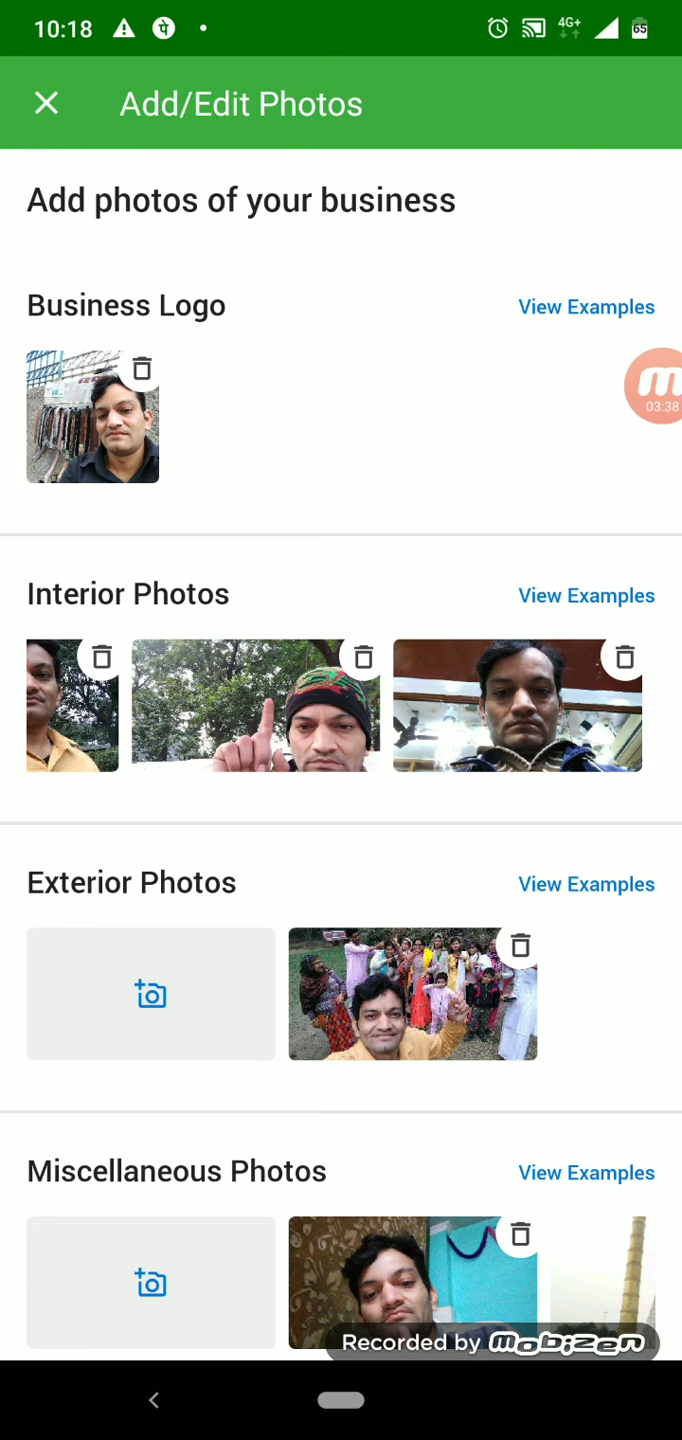 10:18
4G+
65
Add/Edit Photos
Add photos of your business
Business Logo
View Examples
03:38
Interior Photos
View Examples
Exterior Photos
View Examples
Miscellaneous Photos
View Examples
Recorded by mobizen